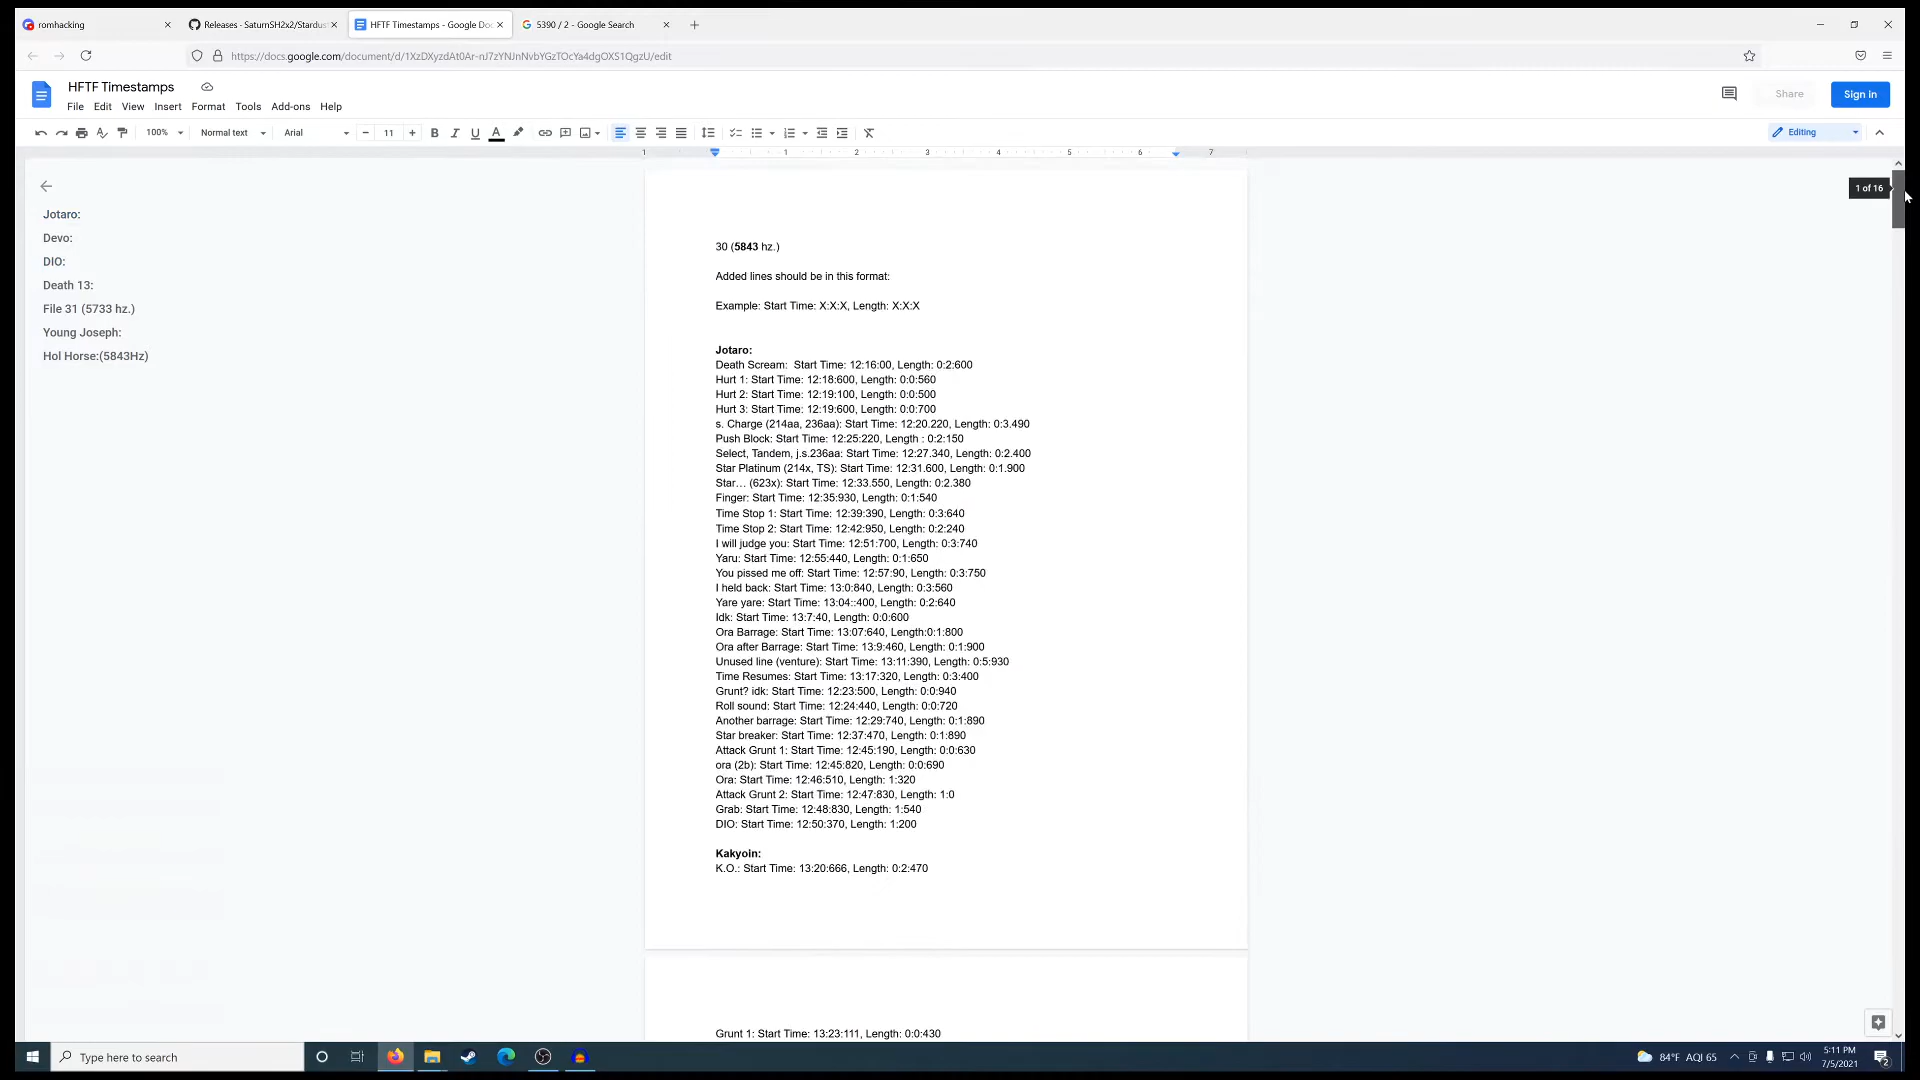 romhacking
Releases - SaturnSH2x2/Stardus
HFTF Timestamps - Google Doc
5390 / 2 - Google Search
https://docs.google.com/document/d/1XzDXyzdAt0Ar-nJ7zYNJnNvbYGzTOcYa4dgOXS1QgzU/edit
HFTF Timestamps
File Edit View Insert Format Tools Add-ons Help
Share
Sign in
100% Normal text Arial 11
Editing
1 1 2 3 4 5 6 7
1 of 16
Jotaro:
Devo:
DIO:
Death 13:
File 31 (5733 hz.)
Young Joseph:
Hol Horse:(5843Hz)
30 (5843 hz.)
Added lines should be in this format:
Example: Start Time: X:X:X, Length: X:X:X
Jotaro:
Death Scream:  Start Time: 12:16:00, Length: 0:2:600
Hurt 1: Start Time: 12:18:600, Length: 0:0:560
Hurt 2: Start Time: 12:19:100, Length: 0:0:500
Hurt 3: Start Time: 12:19:600, Length: 0:0:700
s. Charge (214aa, 236aa): Start Time: 12:20.220, Length: 0:3.490
Push Block: Start Time: 12:25:220, Length : 0:2:150
Select, Tandem, j.s.236aa: Start Time: 12:27.340, Length: 0:2.400
Star Platinum (214x, TS): Start Time: 12:31.600, Length: 0:1.900
Star… (623x): Start Time: 12:33.550, Length: 0:2.380
Finger: Start Time: 12:35:930, Length: 0:1:540
Time Stop 1: Start Time: 12:39:390, Length: 0:3:640
Time Stop 2: Start Time: 12:42:950, Length: 0:2:240
I will judge you: Start Time: 12:51:700, Length: 0:3:740
Yaru: Start Time: 12:55:440, Length: 0:1:650
You pissed me off: Start Time: 12:57:90, Length: 0:3:750
I held back: Start Time: 13:0:840, Length: 0:3:560
Yare yare: Start Time: 13:04::400, Length: 0:2:640
Idk: Start Time: 13:7:40, Length: 0:0:600
Ora Barrage: Start Time: 13:07:640, Length:0:1:800
Ora after Barrage: Start Time: 13:9:460, Length: 0:1:900
Unused line (venture): Start Time: 13:11:390, Length: 0:5:930
Time Resumes: Start Time: 13:17:320, Length: 0:3:400
Grunt? idk: Start Time: 12:23:500, Length: 0:0:940
Roll sound: Start Time: 12:24:440, Length: 0:0:720
Another barrage: Start Time: 12:29:740, Length: 0:1:890
Star breaker: Start Time: 12:37:470, Length: 0:1:890
Attack Grunt 1: Start Time: 12:45:190, Length: 0:0:630
ora (2b): Start Time: 12:45:820, Length: 0:0:690
Ora: Start Time: 12:46:510, Length: 1:320
Attack Grunt 2: Start Time: 12:47:830, Length: 1:0
Grab: Start Time: 12:48:830, Length: 1:540
DIO: Start Time: 12:50:370, Length: 1:200
Kakyoin:
K.O.: Start Time: 13:20:666, Length: 0:2:470
Grunt 1: Start Time: 13:23:111, Length: 0:0:430
Type here to search
84°F AQI 65
5:11 PM
7/5/2021
2